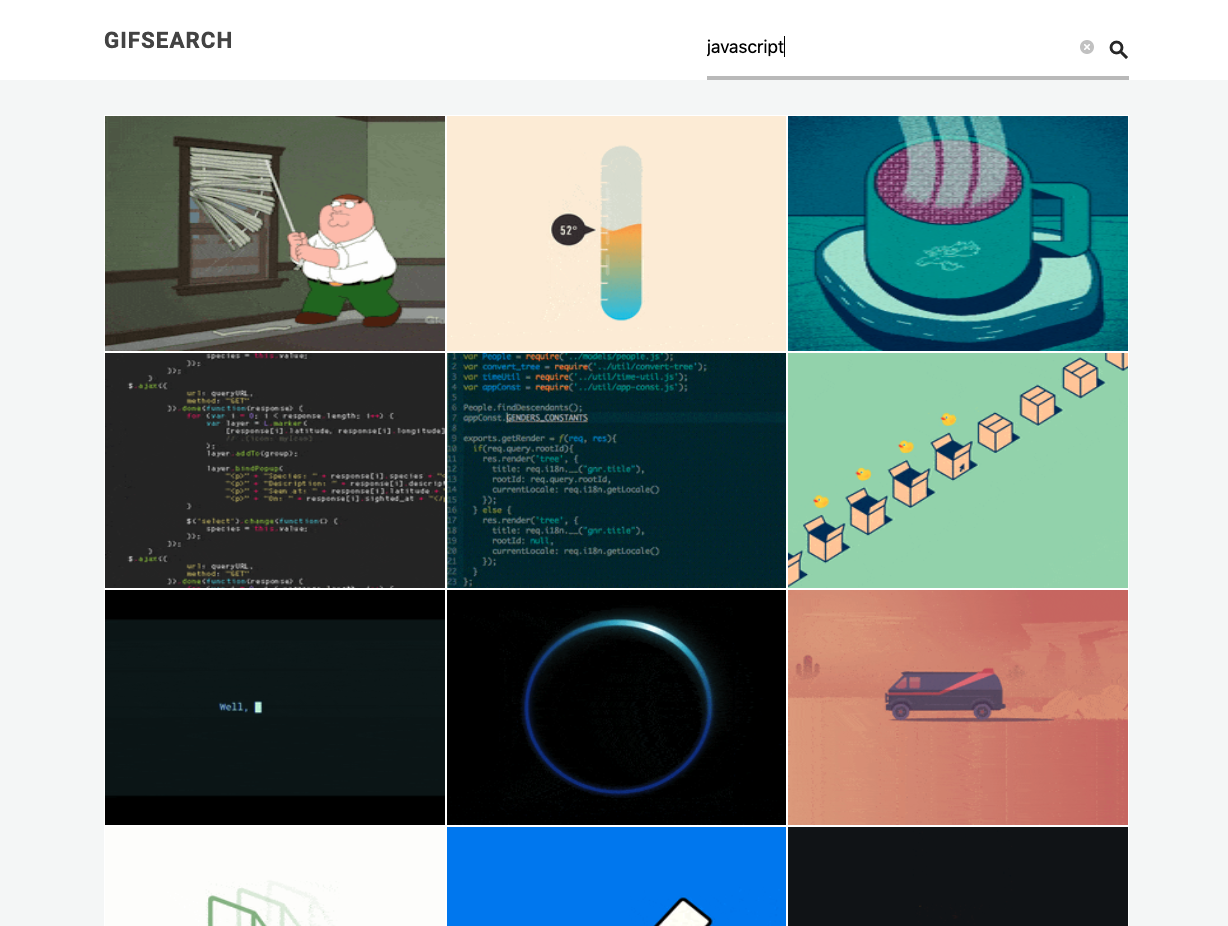 GIFSEARCH
javascript
52°
species = this.value;
});
}
$.ajax({
url: queryURL,
method: "GET"
}).done(function(response) {
for (var i = 0; i < response.length; i++) {
var layer = L.marker(
[response[i].latitude, response[i].longitude]
);
layer.addTo(group);
layer.bindPopup(
"<p>" + "Species: " + response[i].species +
"<p>" + "Description: " + response[i].descript
"<p>" + "Seen at: " + response[i].latitude +
"<p>" + "On: " + response[i].sighted_at + "</
}
$("select").change(function() {
species = this.value;
});
});
}
$.ajax({
url: queryURL,
method: "GET"
}).done(function(response) {
1 var People = require('../models/people.js');
2 var convert_tree = require('../util/convert-tree');
3 var timeUtil = require('../util/time-util.js');
4 var appConst = require('../util/app-const.js');
5
6 People.findDescendants();
7 appConst.GENDERS_CONSTANTS
8
9 exports.getRender = f(req, res){
10 if(req.query.rootId){
11 res.render('tree', {
12 title: req.i18n.__("gnr.title"),
13 rootId: req.query.rootId,
14 currentLocale: req.i18n.getLocale()
15 });
16 } else {
17 res.render('tree', {
18 title: req.i18n.__("gnr.title"),
19 rootId: null,
20 currentLocale: req.i18n.getLocale()
21 });
22 }
23 };
Well,